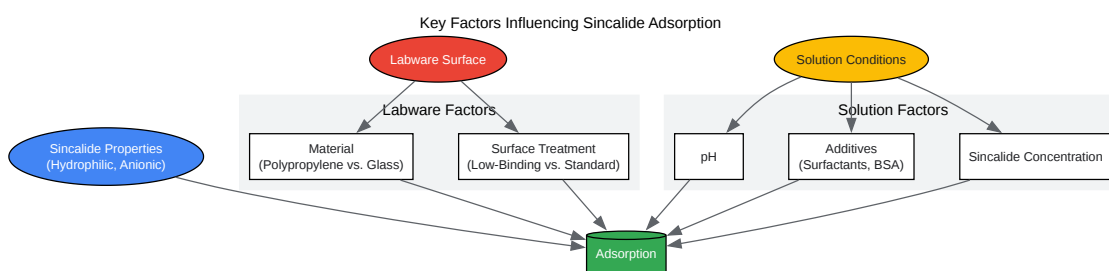 Key Factors Influencing Sincalide Adsorption
Labware Surface
Solution Conditions
Labware Factors
Solution Factors
Sincalide Properties
(Hydrophilic, Anionic)
Material
(Polypropylene vs. Glass)
Surface Treatment
(Low-Binding vs. Standard)
pH
Additives
(Surfactants, BSA)
Sincalide Concentration
Adsorption